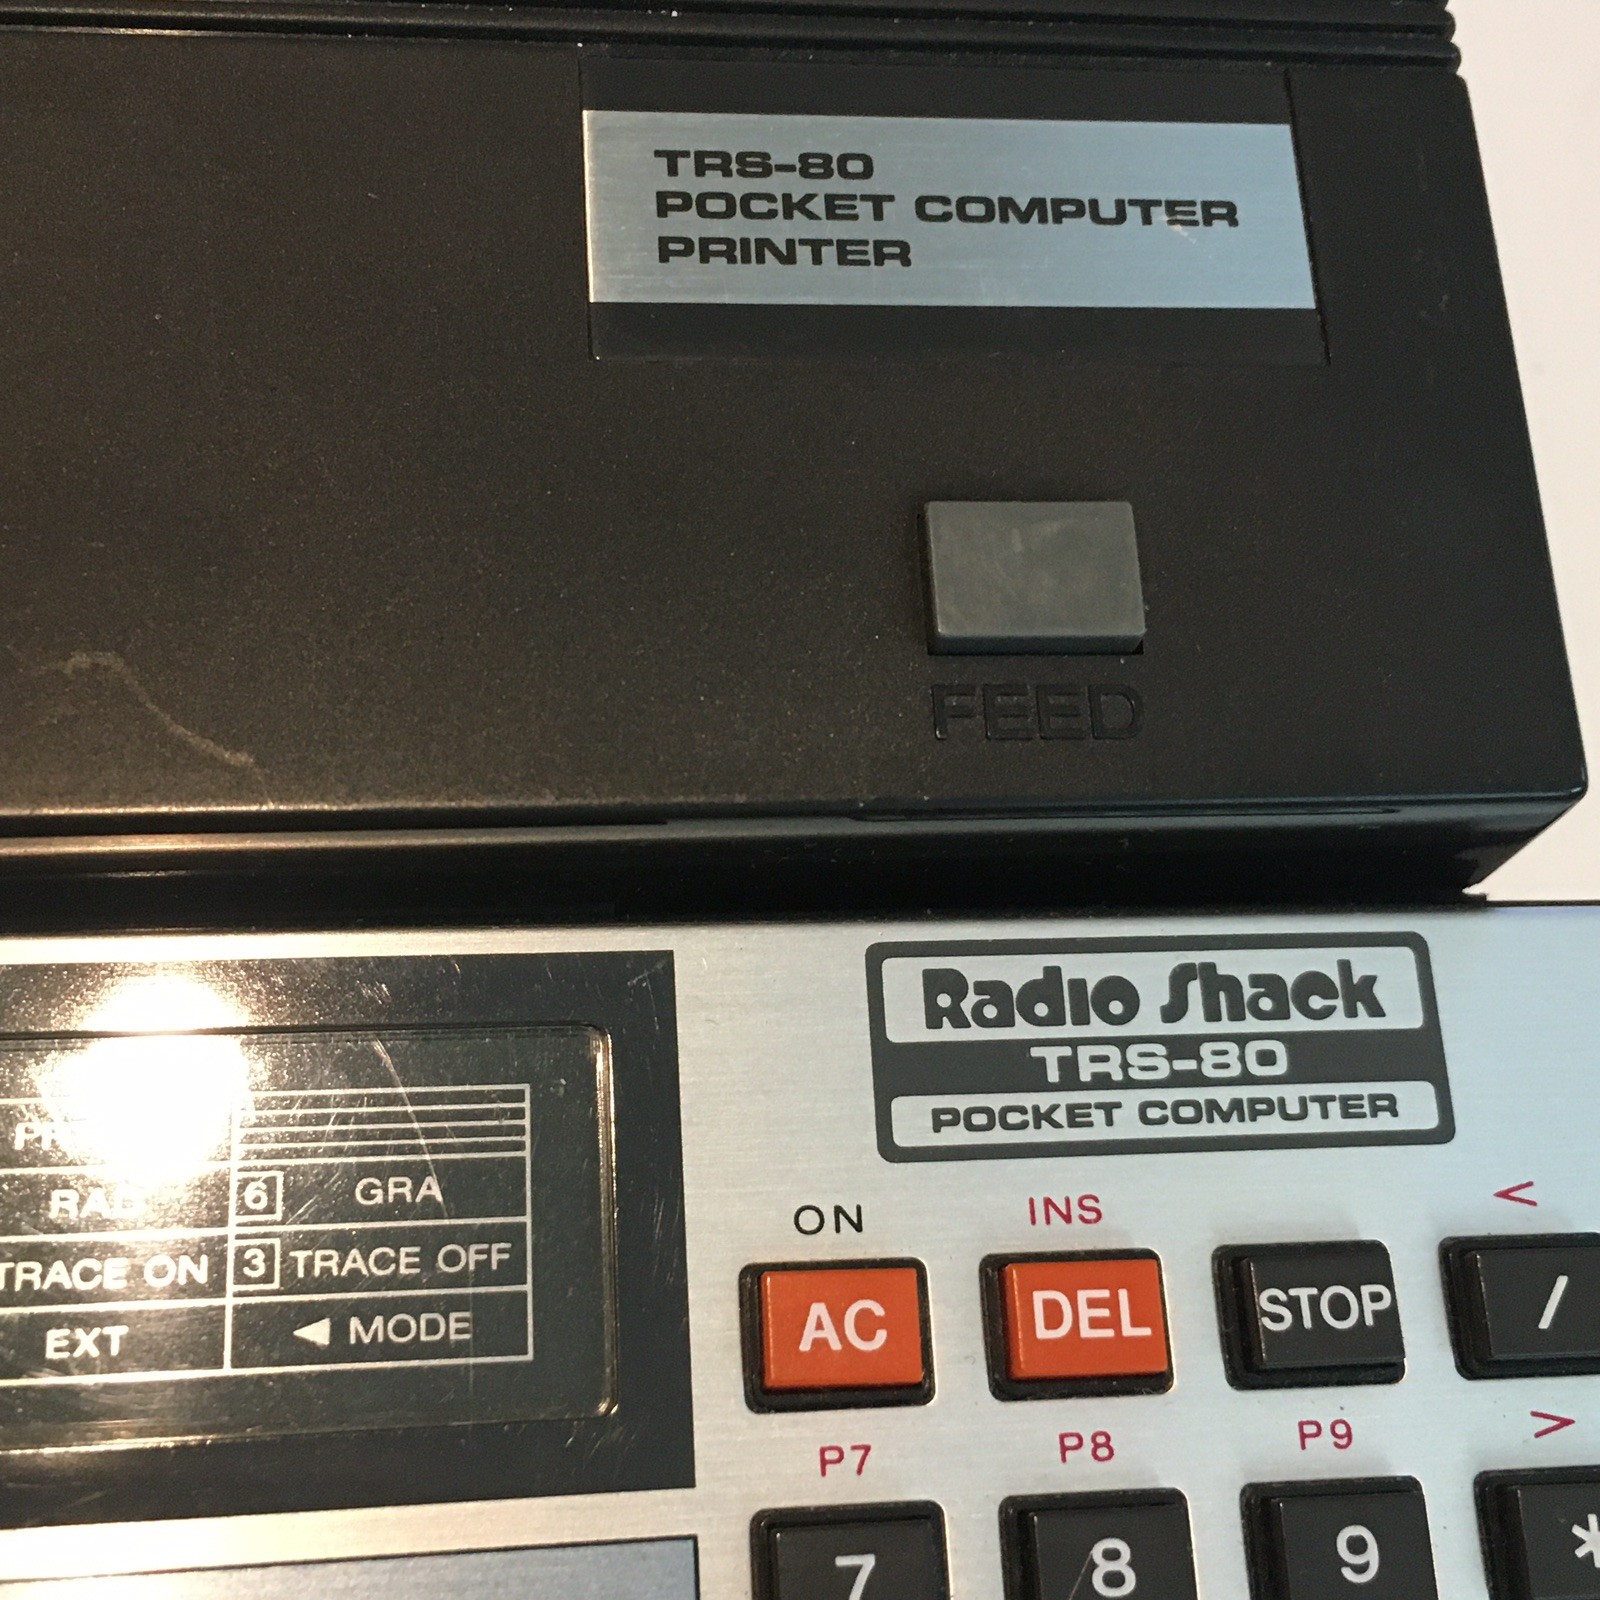 TRS-80
POCKET COMPUTER
PRINTER
FEED
Radio Shack
TRS-80
POCKET COMPUTER
RAD 6 GRA
TRACE ON 3 TRACE OFF
EXT ◀ MODE
ON INS <
AC DEL STOP /
P7 P8 P9 >
7 8 9 *